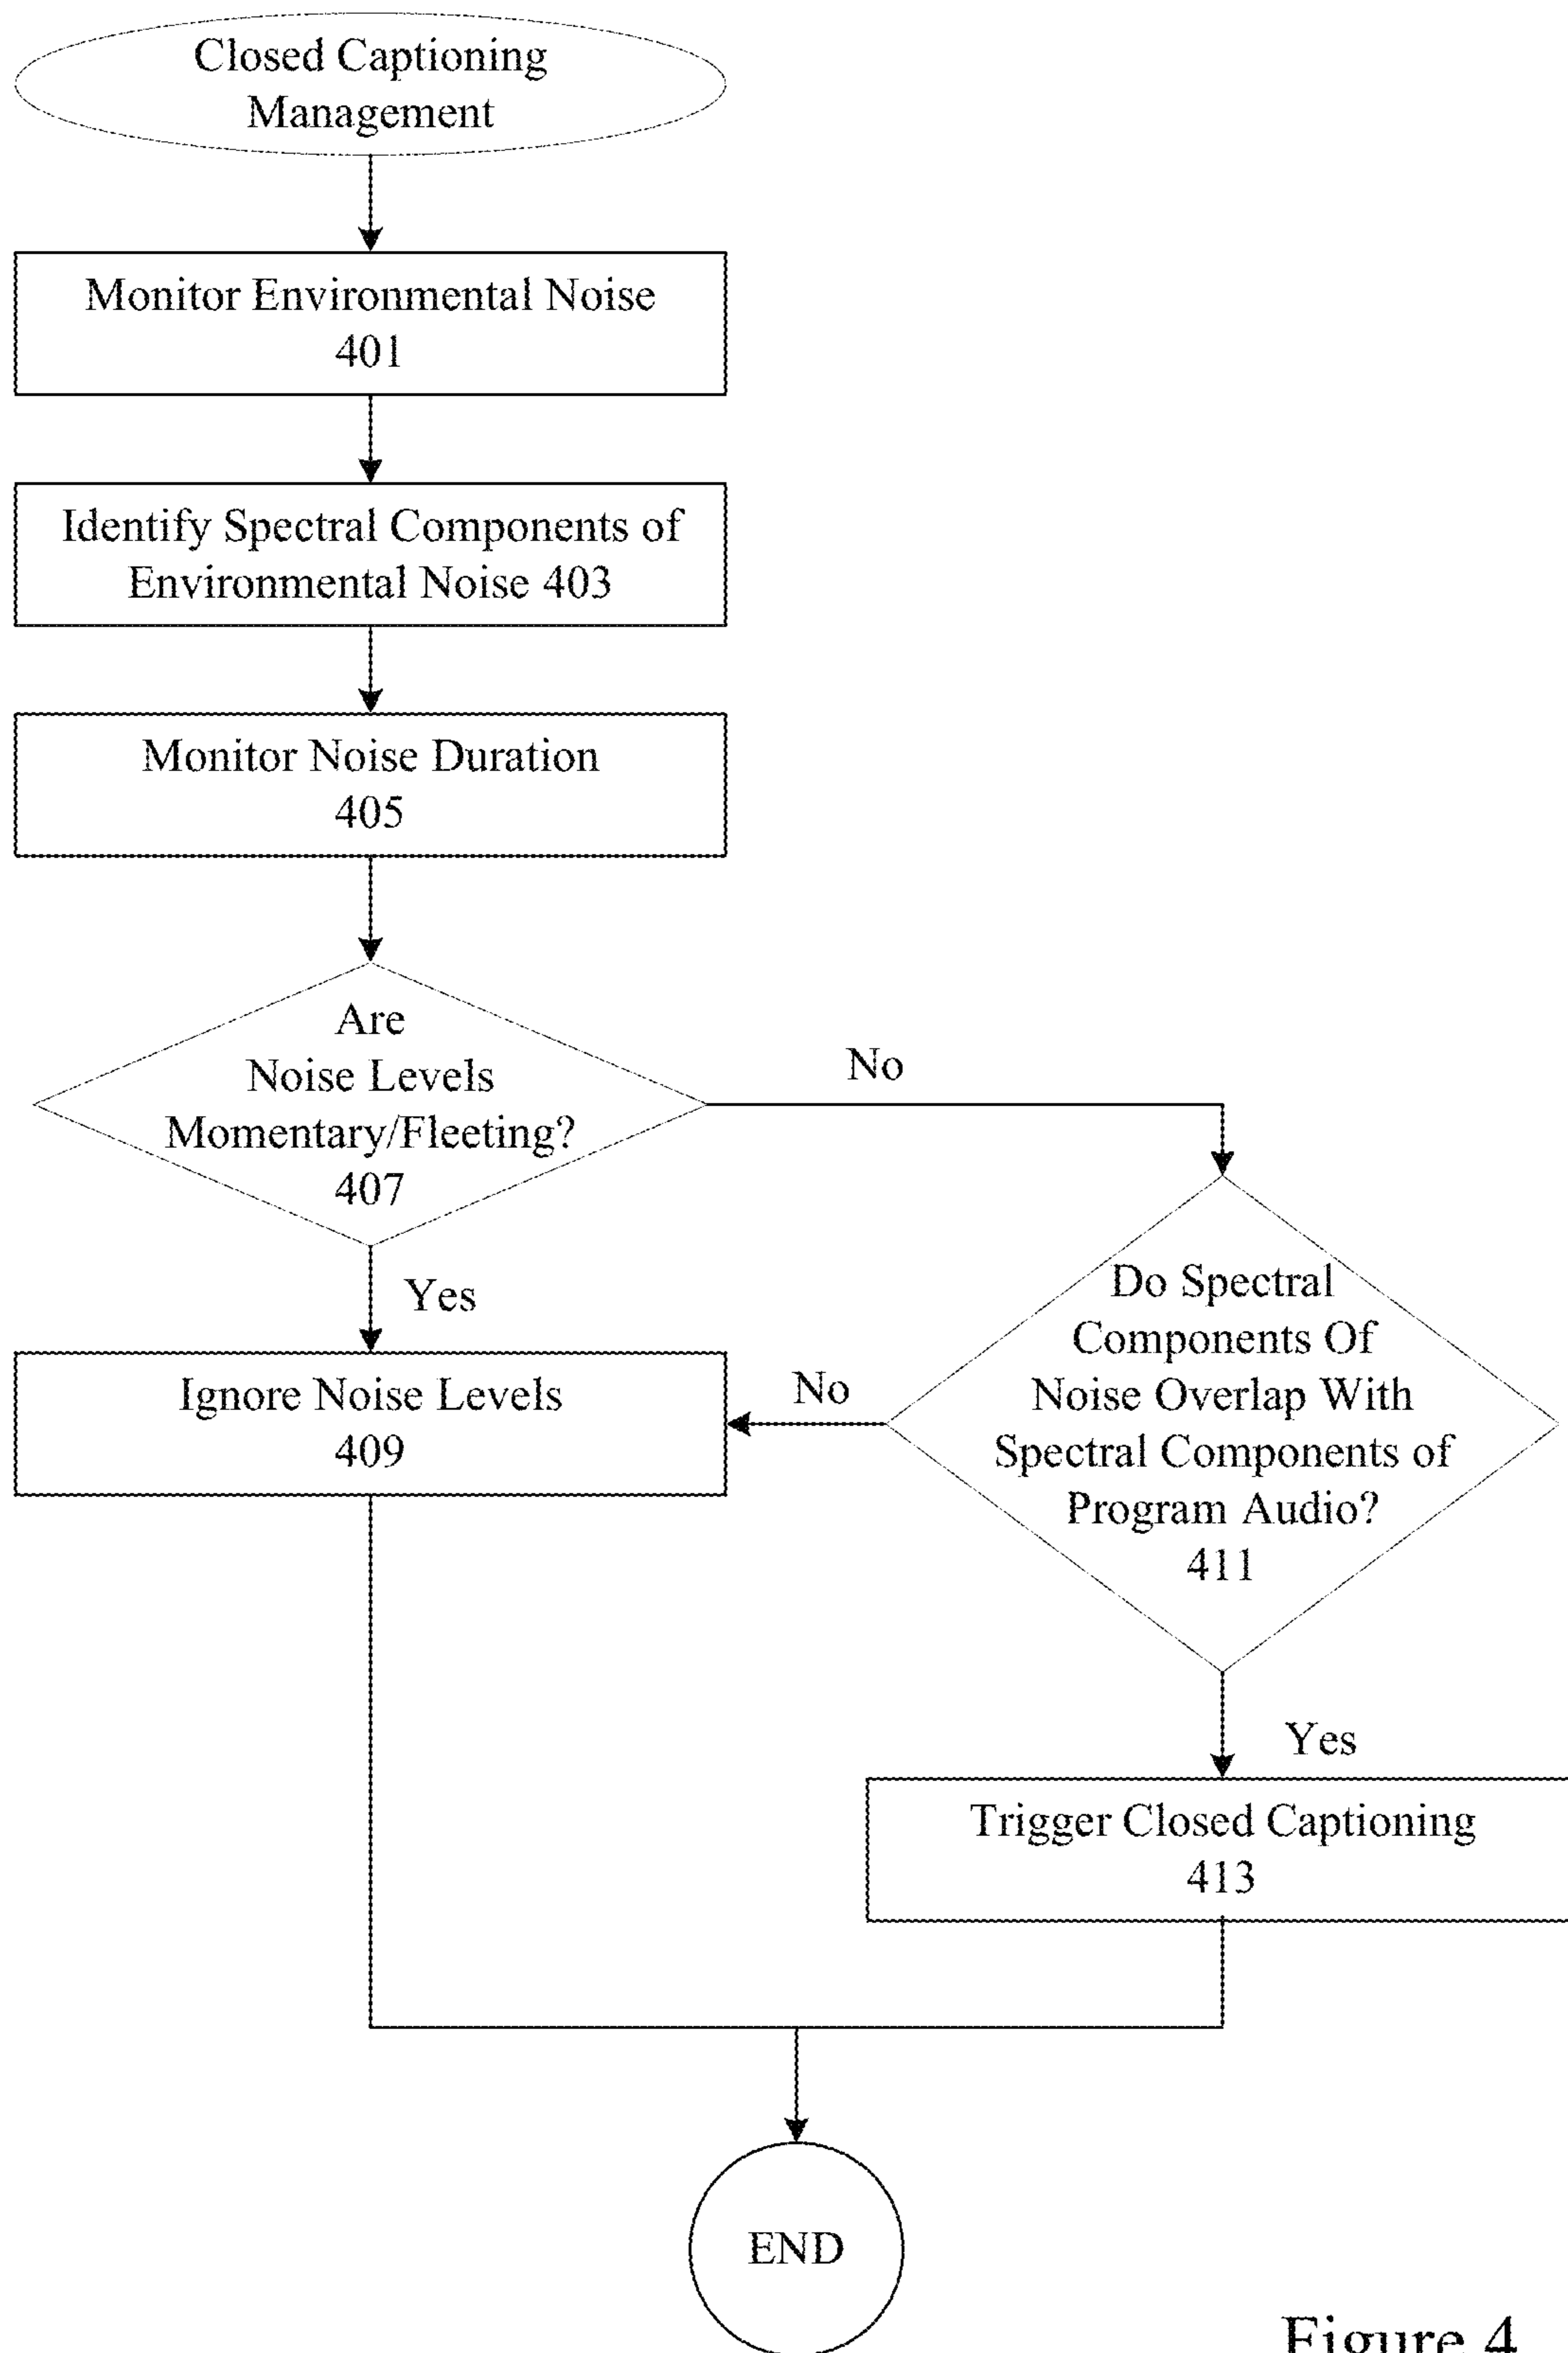 Closed Captioning
Management
Monitor Environmental Noise
401
Identify Spectral Components of
Environmental Noise 403
Monitor Noise Duration
405
Are
Noise Levels
Momentary/Fleeting?
407
No
Yes
Do Spectral
Components Of
Noise Overlap With
Spectral Components of
Program Audio?
411
No
Ignore Noise Levels
409
Yes
Trigger Closed Captioning
413
END
Figure 4